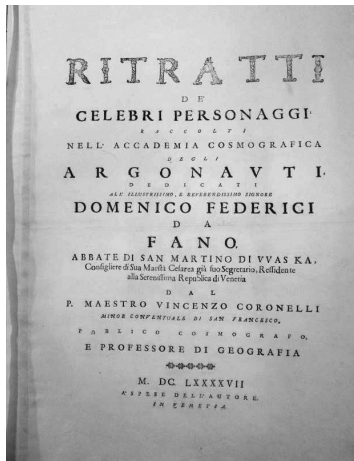 RITRATTI
DE'
CELEBRI PERSONAGGI
RACCOLTI
NELL' ACCADEMIA COSMOGRAFICA
DEGLI
ARGONAVTI,
DEDICATI
ALL' ILLUSTRISSIMO, E REVERENDISSIMO SIGNORE
DOMENICO FEDERICI
DA
FANO,
ABBATE DI SAN MARTINO DI VVAS KA,
Consigliere di Sua Maestà Cesarea già suo Segretario, Ressidente
alla Serenissima Republica di Venetia
DAL
P. MAESTRO VINCENZO CORONELLI
MINOR CONVENTUALE DI SAN FRANCESCO,
PUBLICO COSMOGRAFO,
E PROFESSORE DI GEOGRAFIA
M. DC. LXXXXVII
A' SPESE DELL'AUTORE.
IN VENETIA.